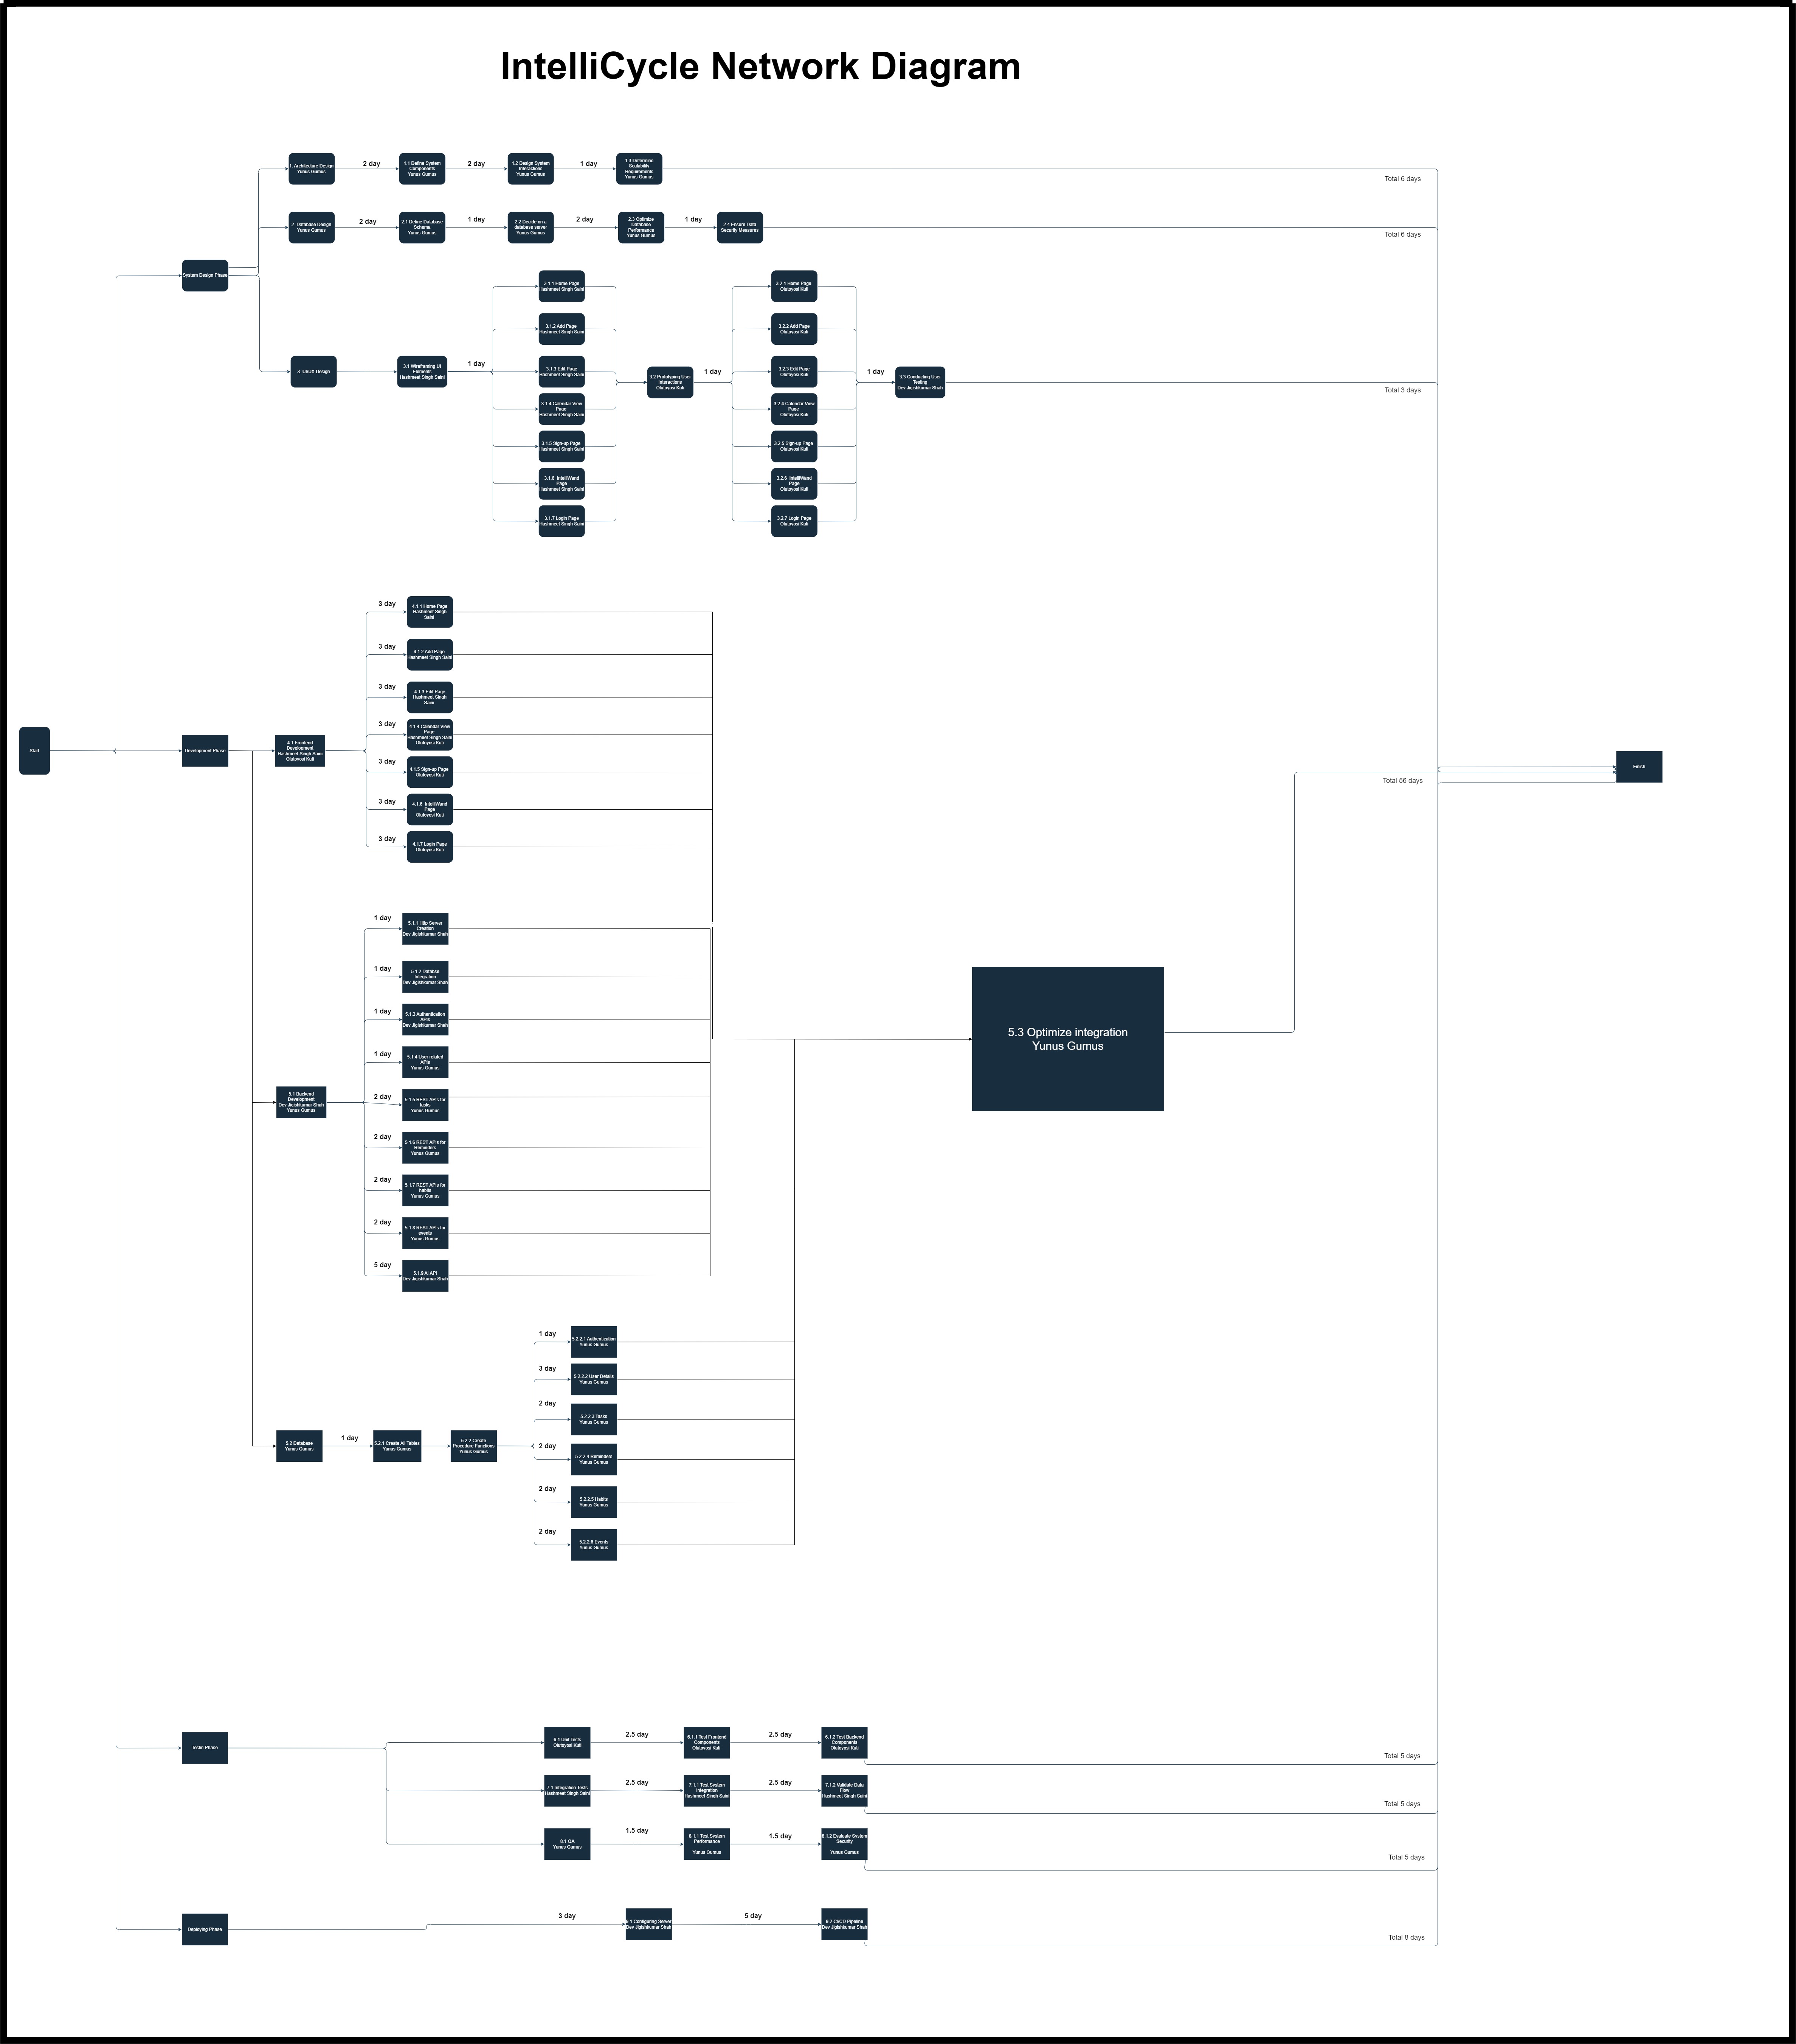 IntelliCycle Network Diagram
1. Architecture Design
Yunus Gumus
2 day
1.1 Define System
Components
Yunus Gumus
2 day
1.2 Design System
Interactions
Yunus Gumus
1 day
1.3 Determine
Scalability
Requirements
Yunus Gumus
Total 6 days
2. Database Design
Yunus Gumus
2 day
2.1 Define Database
Schema
Yunus Gumus
1 day
2.2 Decide on a
database server
Yunus Gumus
2 day
2.3 Optimize
Database
Performance
Yunus Gumus
1 day
2.4 Ensure Data
Security Measures
Total 6 days
System Design Phase
3. UI/UX Design
3.1 Wireframing UI
Elements
Hashmeet Singh Saini
1 day
3.1.1 Home Page
Hashmeet Singh Saini
3.1.2 Add Page
Hashmeet Singh Saini
3.1.3 Edit Page
Hashmeet Singh Saini
3.1.4 Calendar View
Page
Hashmeet Singh Saini
3.1.5 Sign-up Page
Hashmeet Singh Saini
3.1.6 IntelliWand
Page
Hashmeet Singh Saini
3.1.7 Login Page
Hashmeet Singh Saini
3.2 Prototyping User
Interactions
Olutoyosi Kuti
1 day
3.2.1 Home Page
Olutoyosi Kuti
3.2.2 Add Page
Olutoyosi Kuti
3.2.3 Edit Page
Olutoyosi Kuti
3.2.4 Calendar View
Page
Olutoyosi Kuti
3.2.5 Sign-up Page
Olutoyosi Kuti
3.2.6 IntelliWand
Page
Olutoyosi Kuti
3.2.7 Login Page
Olutoyosi Kuti
1 day
3.3 Conducting User
Testing
Dev Jigishkumar Shah
Total 3 days
Start
Development Phase
4.1 Frontend
Development
Hashmeet Singh Saini
Olutoyosi Kuti
3 day
4.1.1 Home Page
Hashmeet Singh
Saini
3 day
4.1.2 Add Page
Hashmeet Singh Saini
3 day
4.1.3 Edit Page
Hashmeet Singh
Saini
3 day
4.1.4 Calendar View
Page
Hashmeet Singh Saini
Olutoyosi Kuti
3 day
4.1.5 Sign-up Page
Olutoyosi Kuti
3 day
4.1.6 IntelliWand
Page
Olutoyosi Kuti
3 day
4.1.7 Login Page
Olutoyosi Kuti
Total 56 days
Finish
5.1 Backend
Development
Dev Jigishkumar Shah
Yunus Gumus
1 day
5.1.1 Http Server
Creation
Dev Jigishkumar Shah
1 day
5.1.2 Databse
Integration
Dev Jigishkumar Shah
1 day
5.1.3 Authentication
APIs
Dev Jigishkumar Shah
1 day
5.1.4 User related
APIs
Yunus Gumus
2 day
5.1.5 REST APIs for
tasks
Yunus Gumus
2 day
5.1.6 REST APIs for
Reminders
Yunus Gumus
2 day
5.1.7 REST APIs for
habits
Yunus Gumus
2 day
5.1.8 REST APIs for
events
Yunus Gumus
5 day
5.1.9 AI API
Dev Jigishkumar Shah
5.3 Optimize integration
Yunus Gumus
5.2 Database
Yunus Gumus
1 day
5.2.1 Create All Tables
Yunus Gumus
5.2.2 Create
Procedure Functions
Yunus Gumus
1 day
5.2.2.1 Authentication
Yunus Gumus
3 day
5.2.2.2 User Details
Yunus Gumus
2 day
5.2.2.3 Tasks
Yunus Gumus
2 day
5.2.2.4 Reminders
Yunus Gumus
2 day
5.2.2.5 Habits
Yunus Gumus
2 day
5.2.2.6 Events
Yunus Gumus
Testin Phase
6.1 Unit Tests
Olutoyosi Kuti
2.5 day
6.1.1 Test Frontend
Components
Olutoyosi Kuti
2.5 day
6.1.2 Test Backend
Components
Olutoyosi Kuti
Total 5 days
7.1 Integration Tests
Hashmeet Singh Saini
2.5 day
7.1.1 Test System
Integration
Hashmeet Singh Saini
2.5 day
7.1.2 Validate Data
Flow
Hashmeet Singh Saini
Total 5 days
8.1 QA
Yunus Gumus
1.5 day
8.1.1 Test System
Performance
Yunus Gumus
1.5 day
8.1.2 Evaluate System
Security
Yunus Gumus
Total 5 days
Deploying Phase
3 day
9.1 Configuring Server
Dev Jigishkumar Shah
5 day
9.2 CI/CD Pipeline
Dev Jigishkumar Shah
Total 8 days